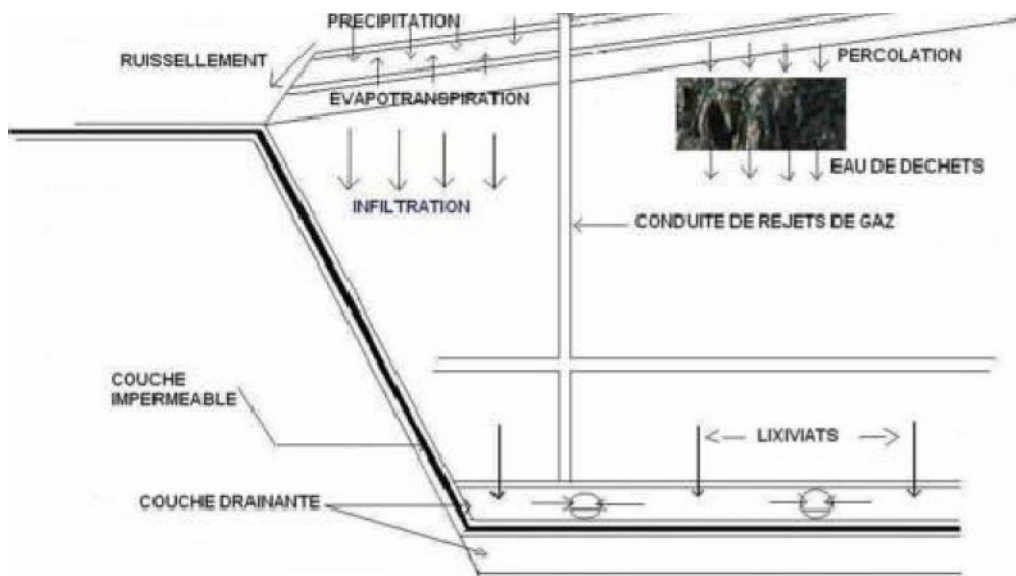 PRECIPITATION
RUISSELLEMENT
PERCOLATION
EVAPOTRANSPIRATION
EAU DE DECHETS
INFILTRATION
CONDUITE DE REJETS DE GAZ
COUCHE
IMPERMEABLE
LIXIVIATS
COUCHE DRAINANTE